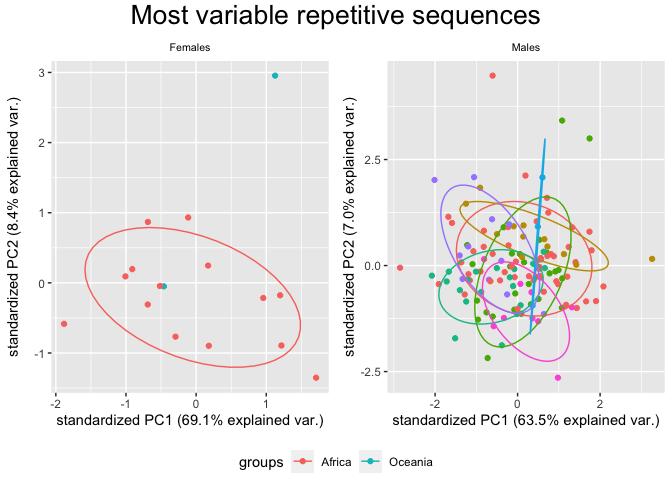 Most variable repetitive sequences
Females
Males
standardized PC2 (8.4% explained var.)
3
2
1
0
-1
-2
-1
0
1
standardized PC1 (69.1% explained var.)
standardized PC2 (7.0% explained var.)
2.5
0.0
-2.5
-2
0
2
standardized PC1 (63.5% explained var.)
groups
Africa
Oceania